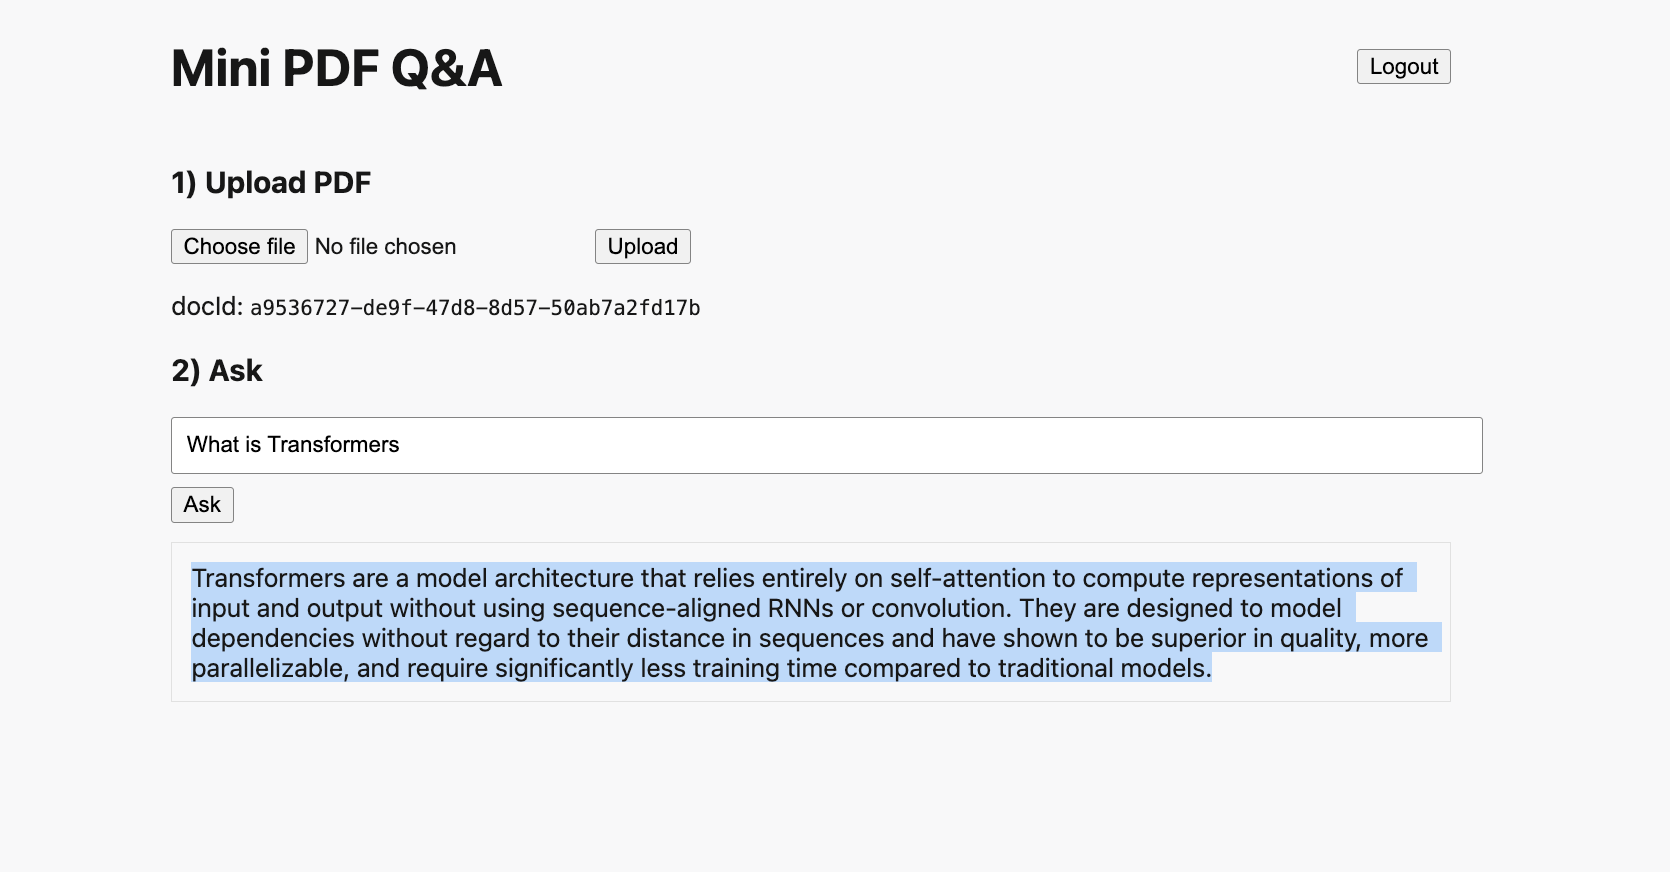 Mini PDF Q&A
Logout
1) Upload PDF
Choose file No file chosen Upload
docId: a9536727-de9f-47d8-8d57-50ab7a2fd17b
2) Ask
What is Transformers
Ask
Transformers are a model architecture that relies entirely on self-attention to compute representations of
input and output without using sequence-aligned RNNs or convolution. They are designed to model
dependencies without regard to their distance in sequences and have shown to be superior in quality, more
parallelizable, and require significantly less training time compared to traditional models.